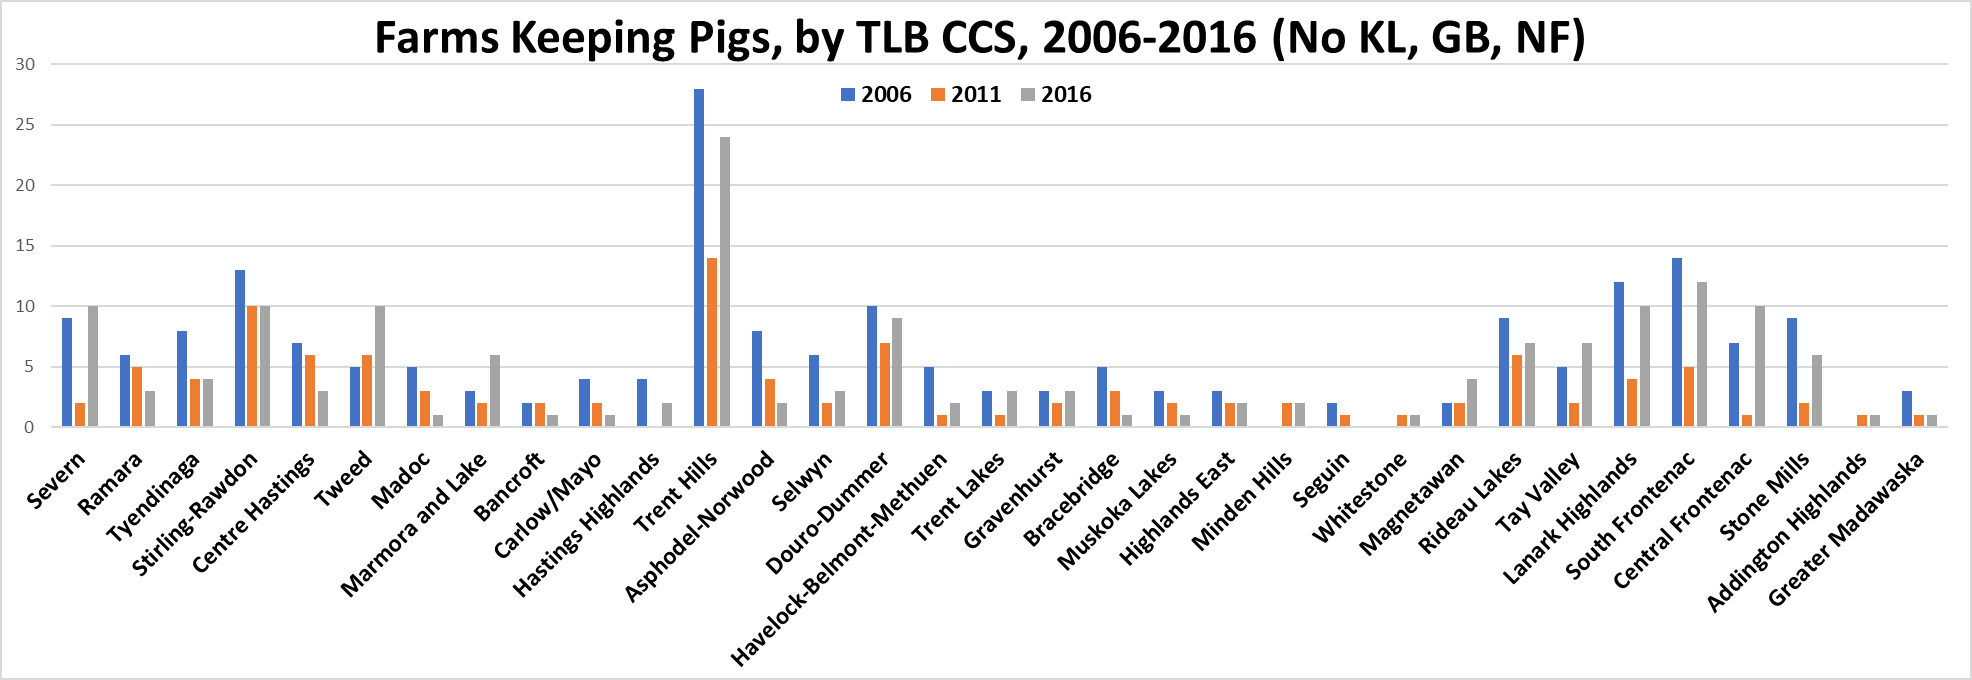 Farms Keeping Pigs, by TLB CCS, 2006-2016 (No KL, GB, NF)
30
2006 2011 2016
25
20
15
10
5
0
Severn
Ramara
Tyendinaga
Stirling-Rawdon
Centre Hastings
Tweed
Madoc
Marmora and Lake
Bancroft
Carlow/Mayo
Hastings Highlands
Trent Hills
Asphodel-Norwood
Selwyn
Douro-Dummer
Havelock-Belmont-Methuen
Trent Lakes
Gravenhurst
Bracebridge
Muskoka Lakes
Highlands East
Minden Hills
Seguin
Whitestone
Magnetawan
Rideau Lakes
Tay Valley
Lanark Highlands
South Frontenac
Central Frontenac
Stone Mills
Addington Highlands
Greater Madawaska